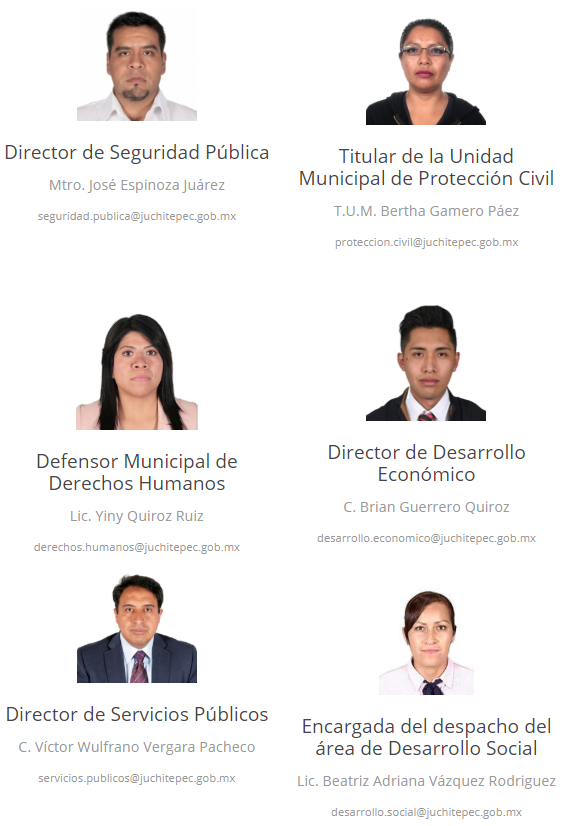 Director de Seguridad Pública
Mtro. José Espinoza Juárez
seguridad.publica@juchitepec.gob.mx
Titular de la Unidad
Municipal de Protección Civil
T.U.M. Bertha Gamero Páez
proteccion.civil@juchitepec.gob.mx
Defensor Municipal de
Derechos Humanos
Lic. Yiny Quiroz Ruiz
derechos.humanos@juchitepec.gob.mx
Director de Desarrollo
Económico
C. Brian Guerrero Quiroz
desarrollo.economico@juchitepec.gob.mx
Director de Servicios Públicos
C. Víctor Wulfrano Vergara Pacheco
servicios.publicos@juchitepec.gob.mx
Encargada del despacho del
área de Desarrollo Social
Lic. Beatriz Adriana Vázquez Rodriguez
desarrollo.social@juchitepec.gob.mx